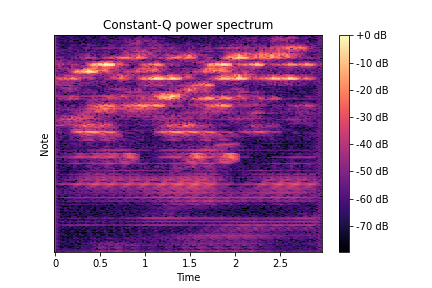 Constant-Q power spectrum
+0 dB
-10 dB
-20 dB
-30 dB
-40 dB
-50 dB
-60 dB
-70 dB
Note
0
0.5
1
1.5
2
2.5
Time